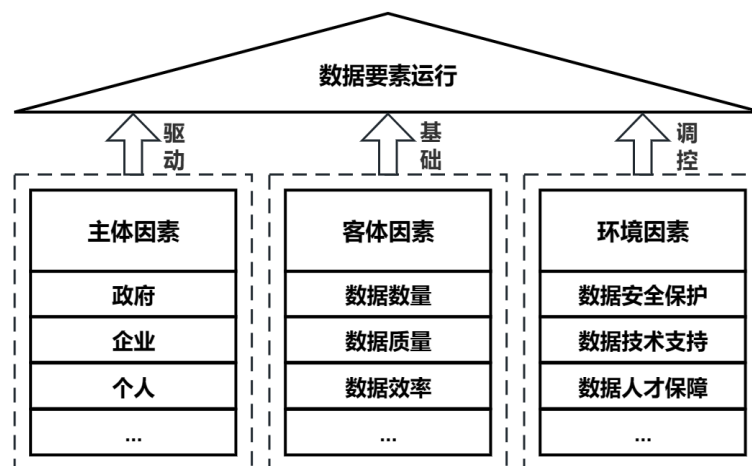 数据要素运行
驱动
基础
调控
主体因素
政府
企业
个人
...
客体因素
数据数量
数据质量
数据效率
...
环境因素
数据安全保护
数据技术支持
数据人才保障
...